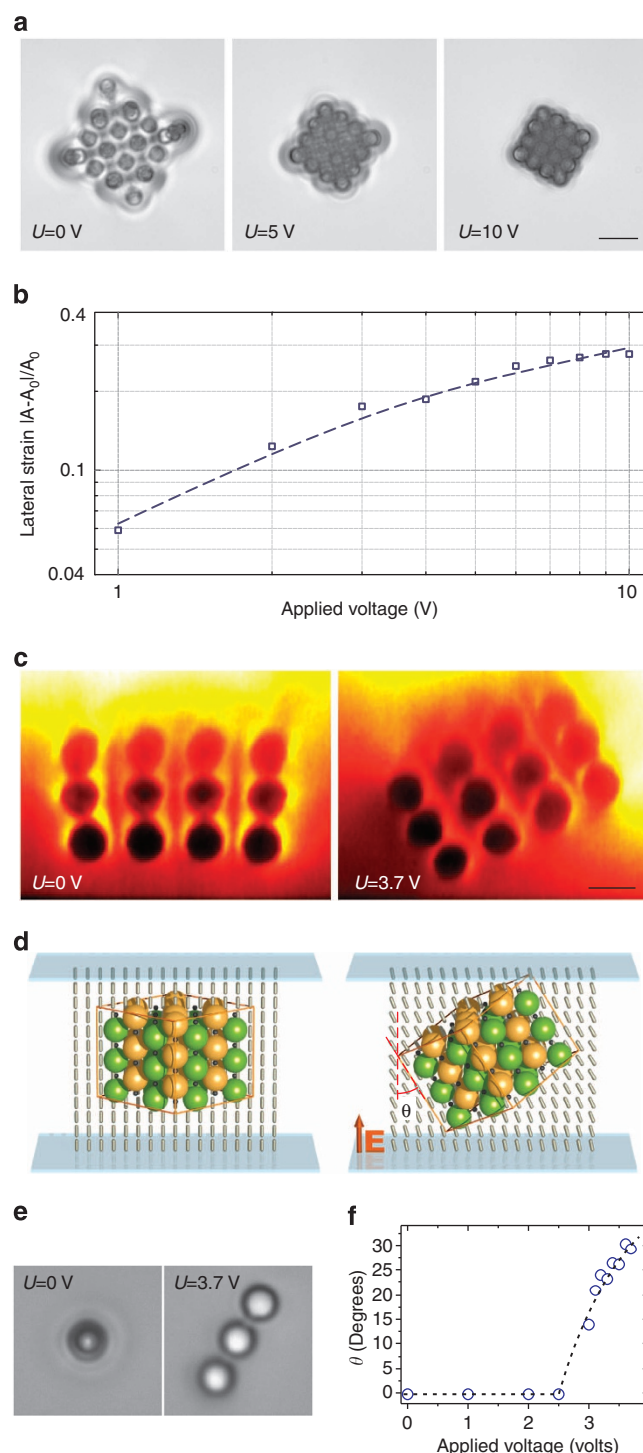 a
U=0 V
U=5 V
U=10 V
b
0.4
0.1
0.04
Lateral strain |A-A₀|/A₀
1
10
Applied voltage (V)
c
U=0 V
U=3.7 V
d
θ
E
e
U=0 V
U=3.7 V
f
30
25
20
15
10
5
0
θ (Degrees)
0
1
2
3
Applied voltage (volts)